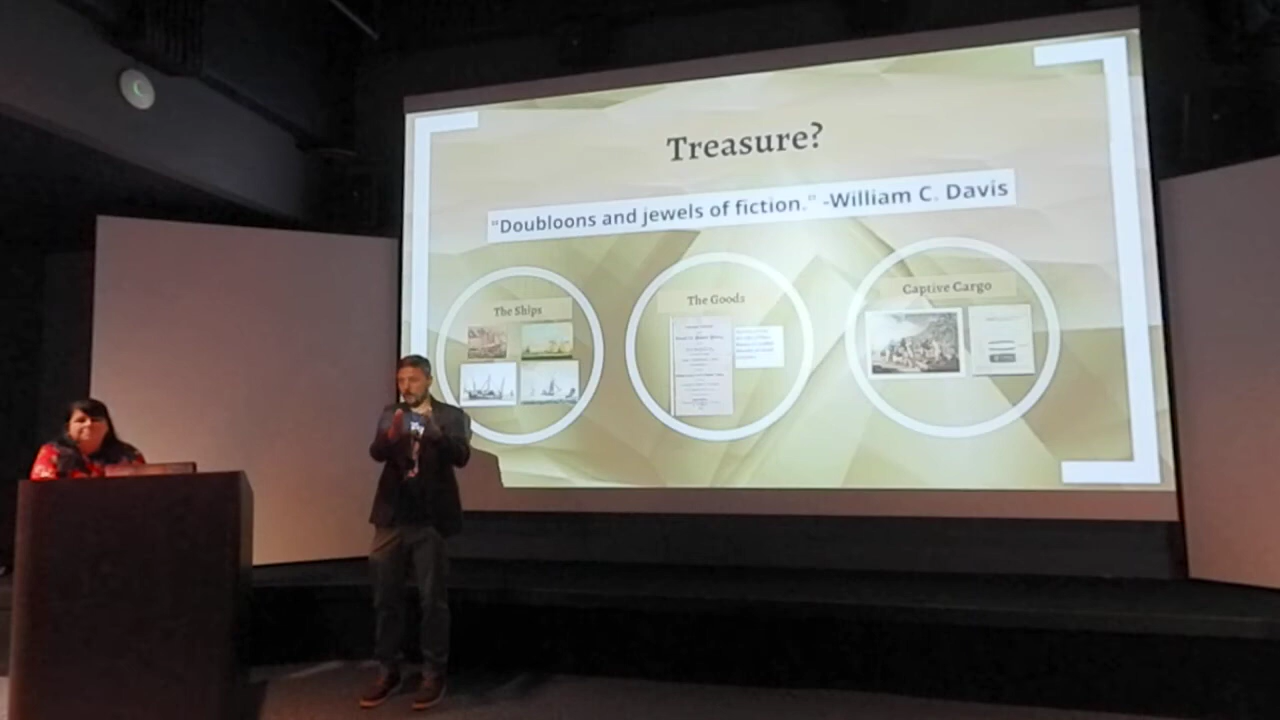 Treasure?
"Doubloons and jewels of fiction." -William C. Davis
The Ships
The Goods
Captive Cargo